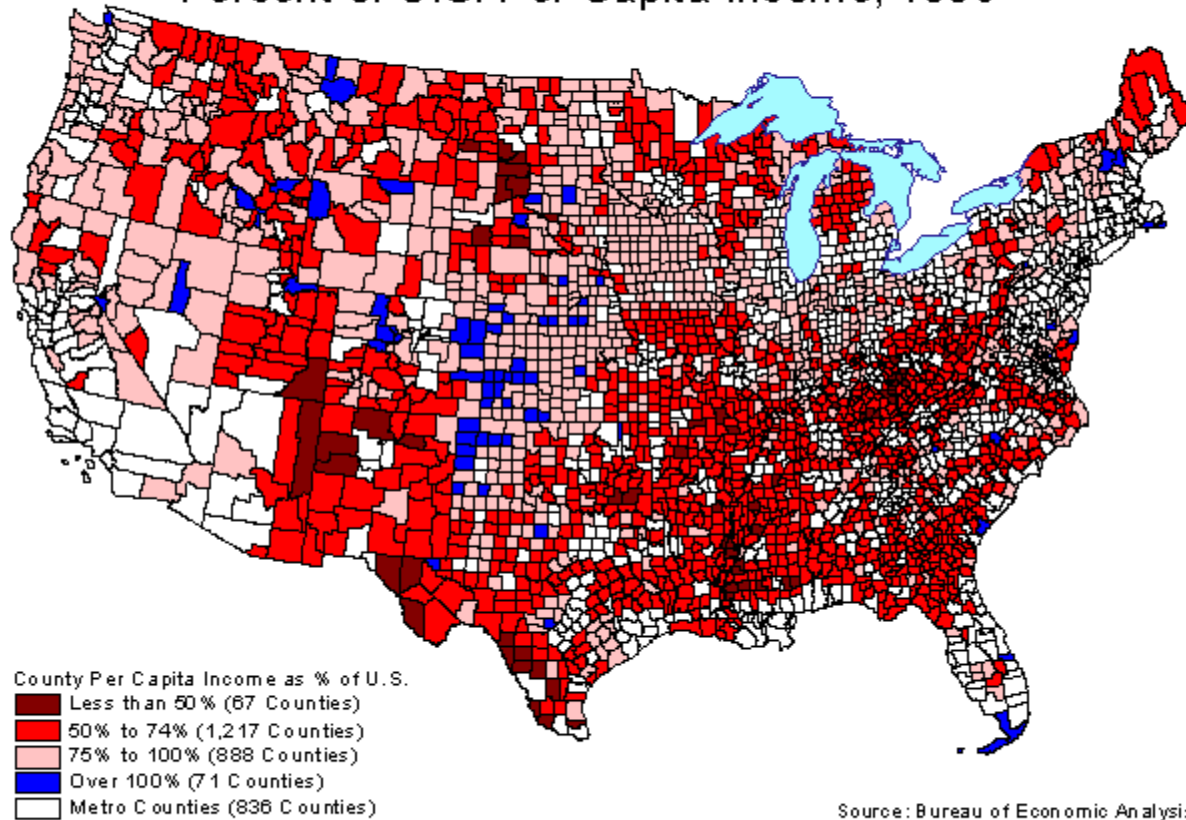 County Per Capita Income as % of U.S.
Less than 50% (67 Counties)
50% to 74% (1,217 Counties)
75% to 100% (888 Counties)
Over 100% (71 Counties)
Metro Counties (836 Counties)
Source: Bureau of Economic Analysis